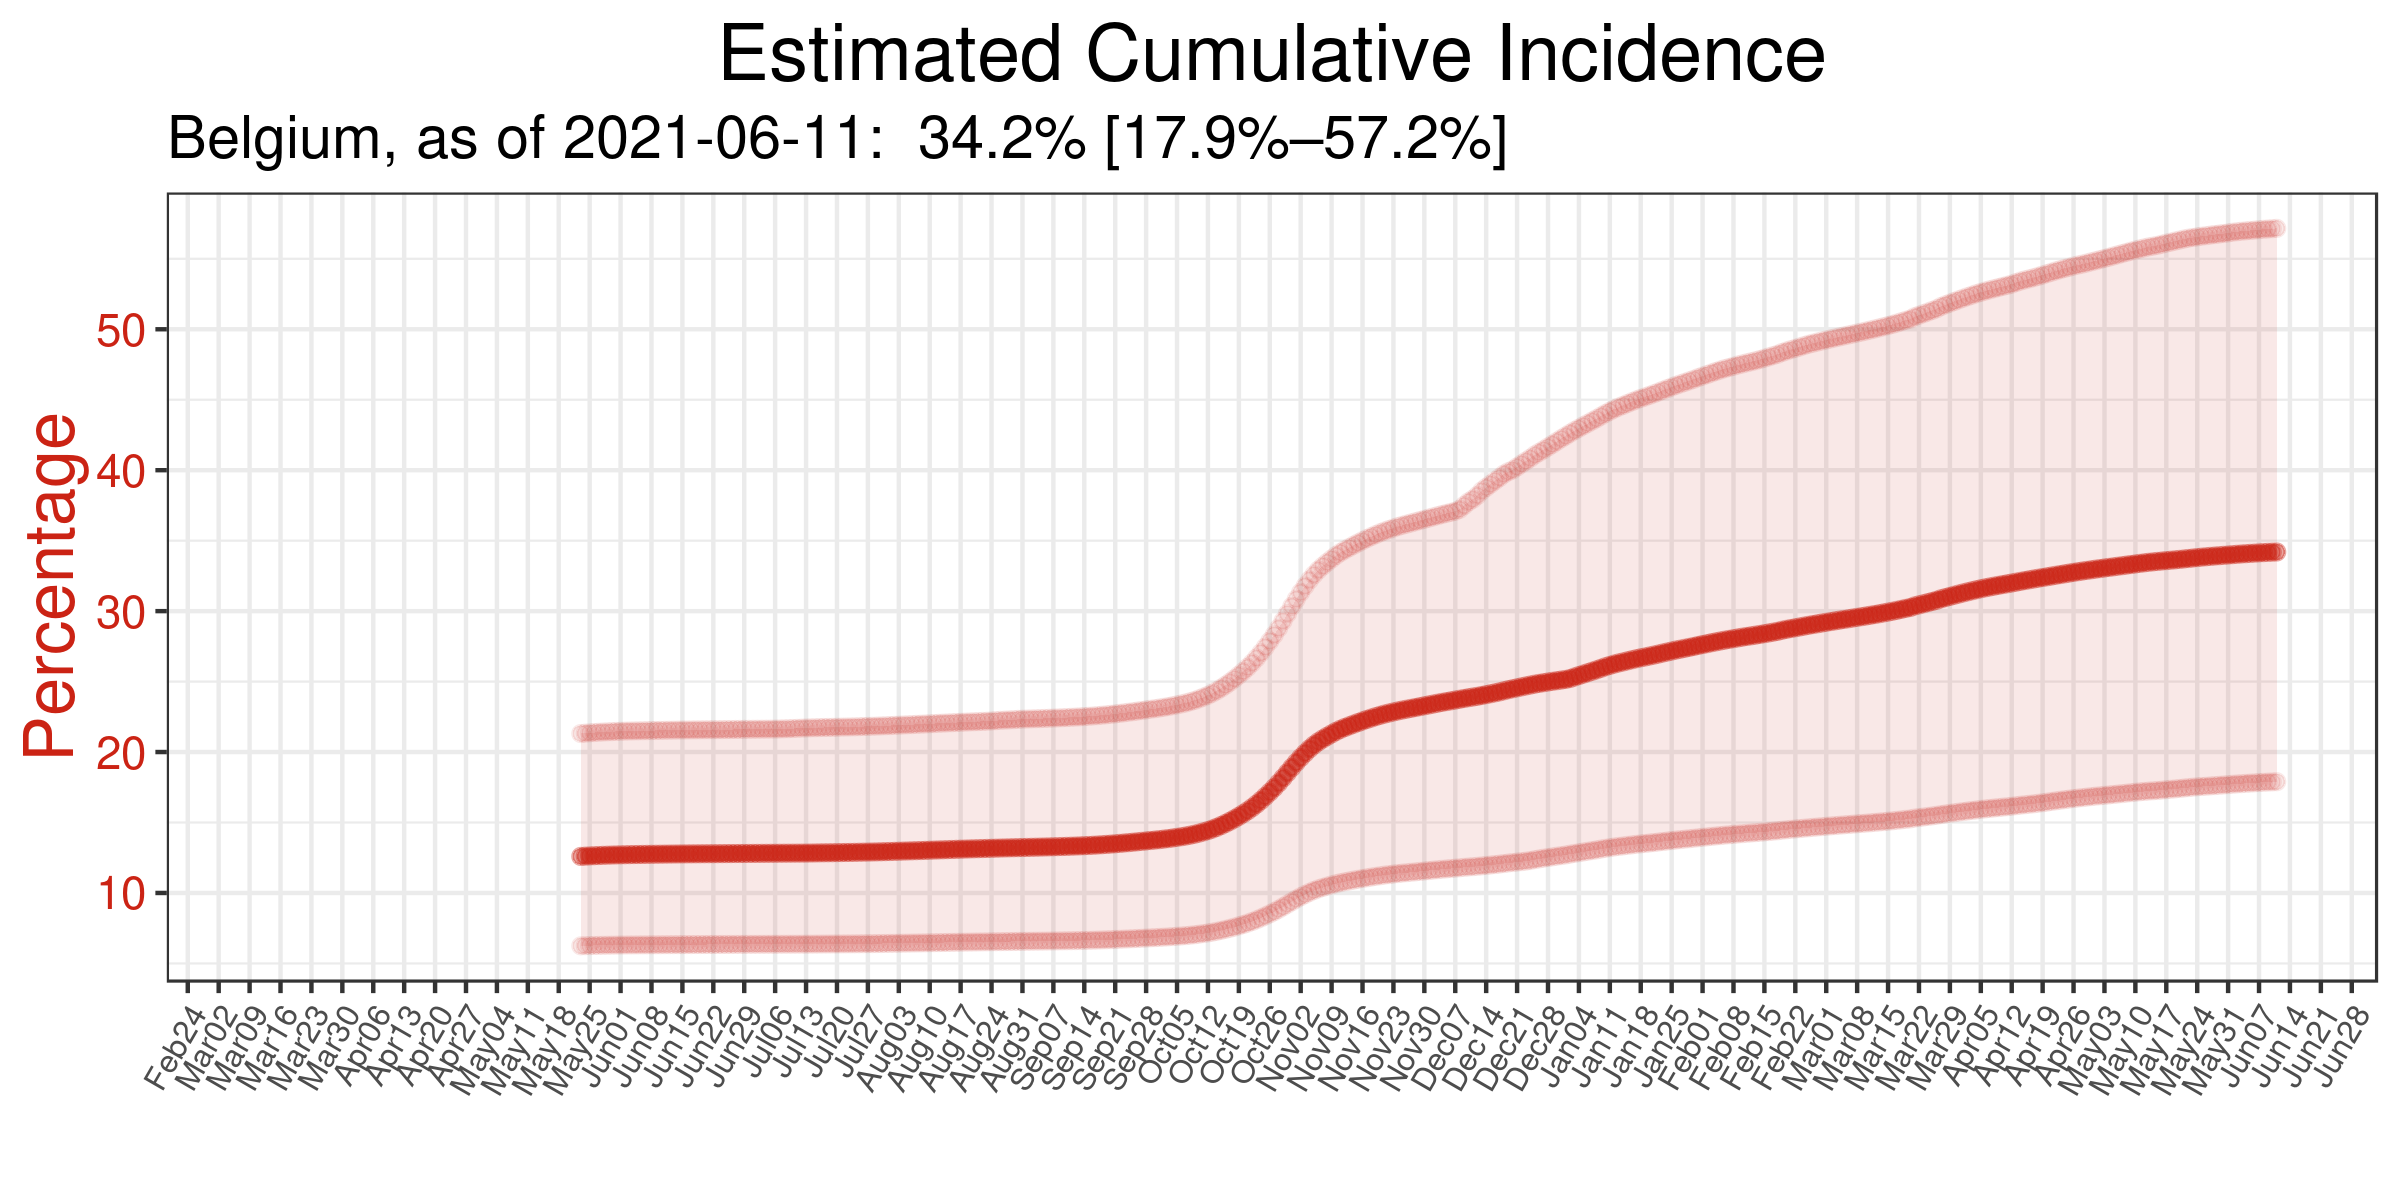 Estimated Cumulative Incidence
Belgium, as of 2021-06-11:  34.2% [17.9%–57.2%]
Percentage
50
40
30
20
10
Feb24
Mar02
Mar09
Mar16
Mar23
Mar30
Apr06
Apr13
Apr20
Apr27
May04
May11
May18
May25
Jun01
Jun08
Jun15
Jun22
Jun29
Jul06
Jul13
Jul20
Jul27
Aug03
Aug10
Aug17
Aug24
Aug31
Sep07
Sep14
Sep21
Sep28
Oct05
Oct12
Oct19
Oct26
Nov02
Nov09
Nov16
Nov23
Nov30
Dec07
Dec14
Dec21
Dec28
Jan04
Jan11
Jan18
Jan25
Feb01
Feb08
Feb15
Feb22
Mar01
Mar08
Mar15
Mar22
Mar29
Apr05
Apr12
Apr19
Apr26
May03
May10
May17
May24
May31
Jun07
Jun14
Jun21
Jun28